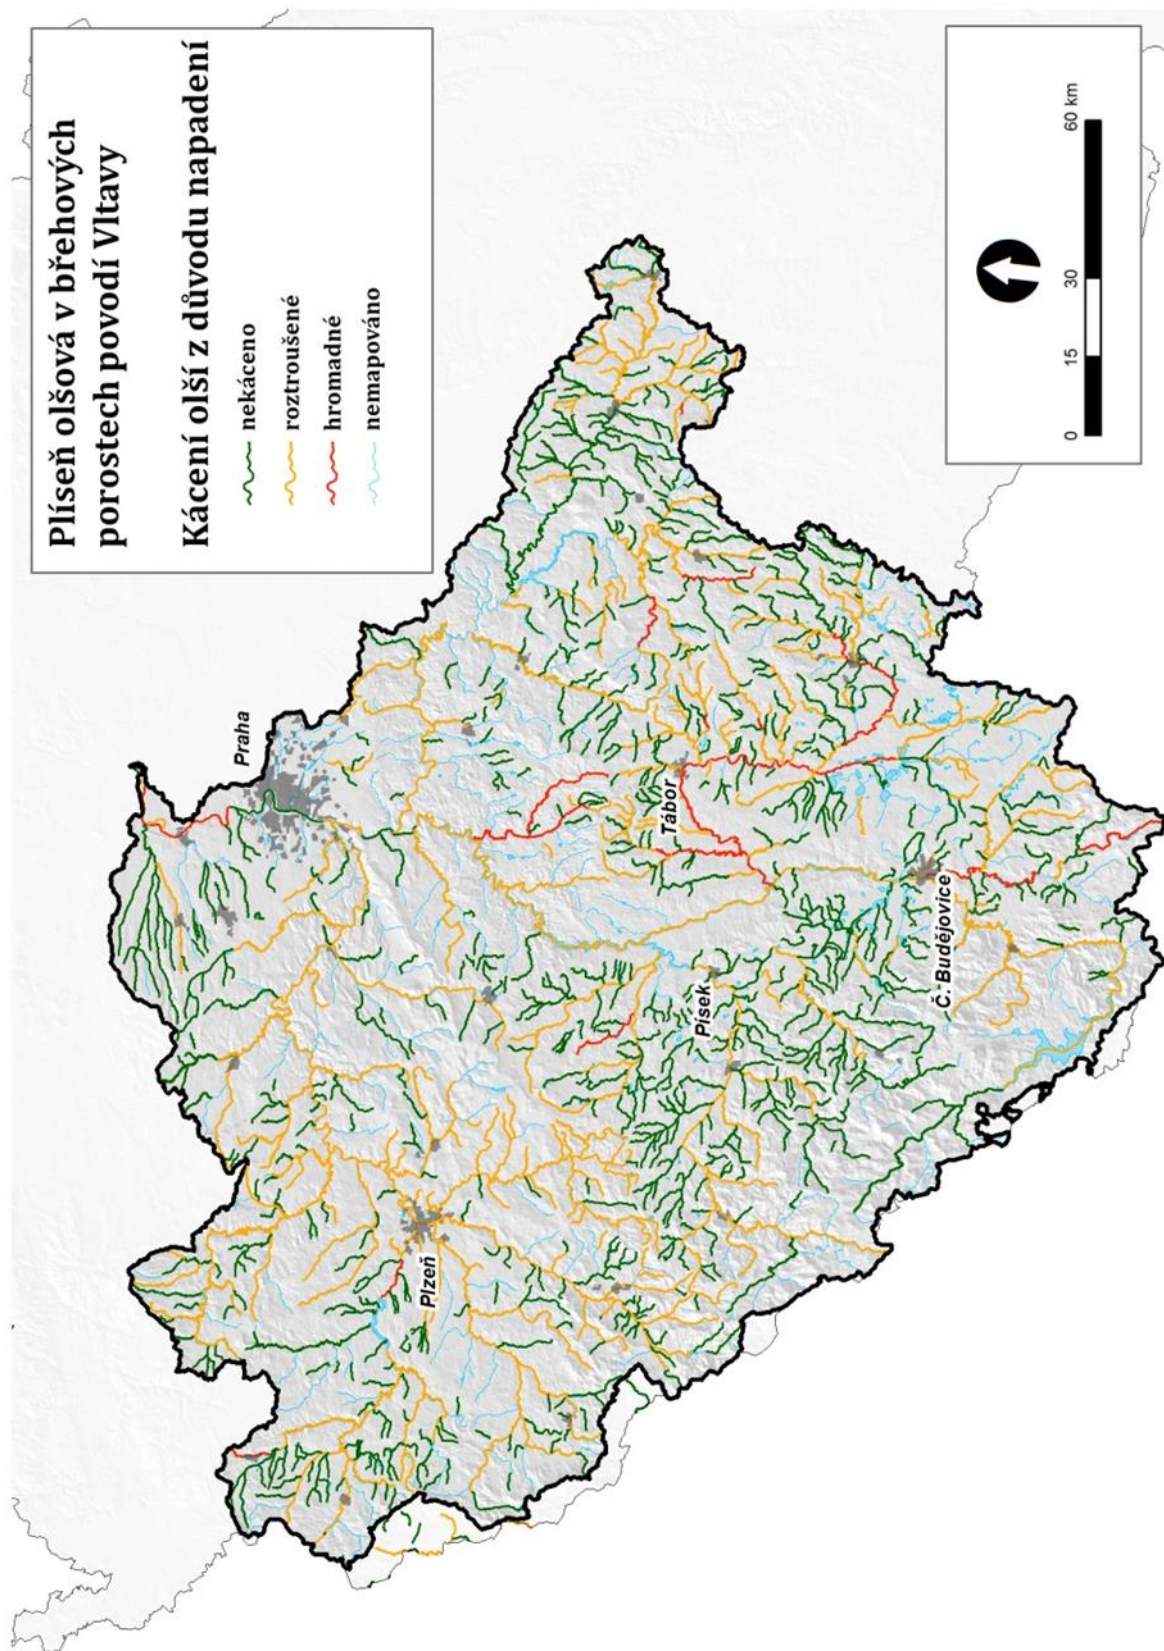 Plíseň olšová v břehových
porostech povodí Vltavy
Kácení olší z důvodu napadení
nekáceno
roztroušené
hromadné
nemapováno
Praha
Plzeň
Tábor
Písek
Č. Budějovice
0 15 30 60 km